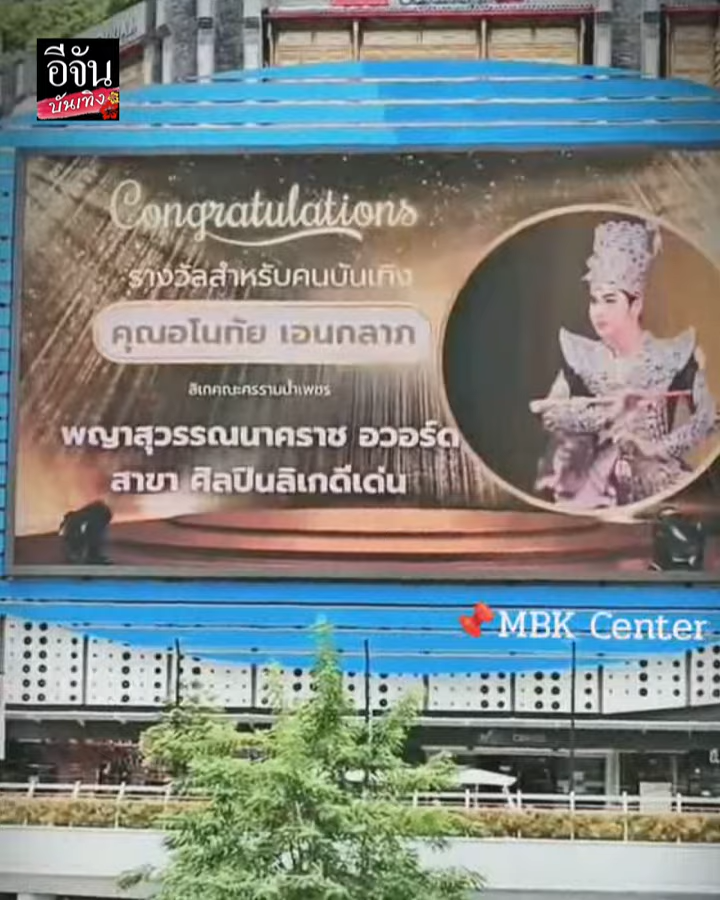 อีจัน
บันเทิง
Congratulations
รางวัลสำหรับคนบันเทิง
คุณอโนทัย เอนกลาภ
ลิเกคณะศรรามน้ำเพชร
พญาสุวรรณนาคราช อวอร์ด
สาขา ศิลปินลิเกดีเด่น
MBK Center